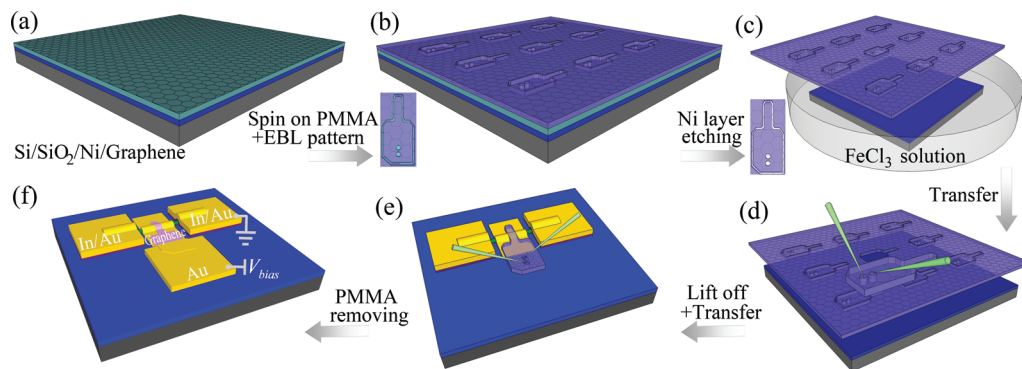 (a)
Si/SiO₂/Ni/Graphene
Spin on PMMA
+EBL pattern
(b)
Ni layer
etching
(c)
FeCl₃ solution
Transfer
(d)
Lift off
+Transfer
(e)
PMMA
removing
(f)
In/Au
In/Au
Graphene
Au
V_bias